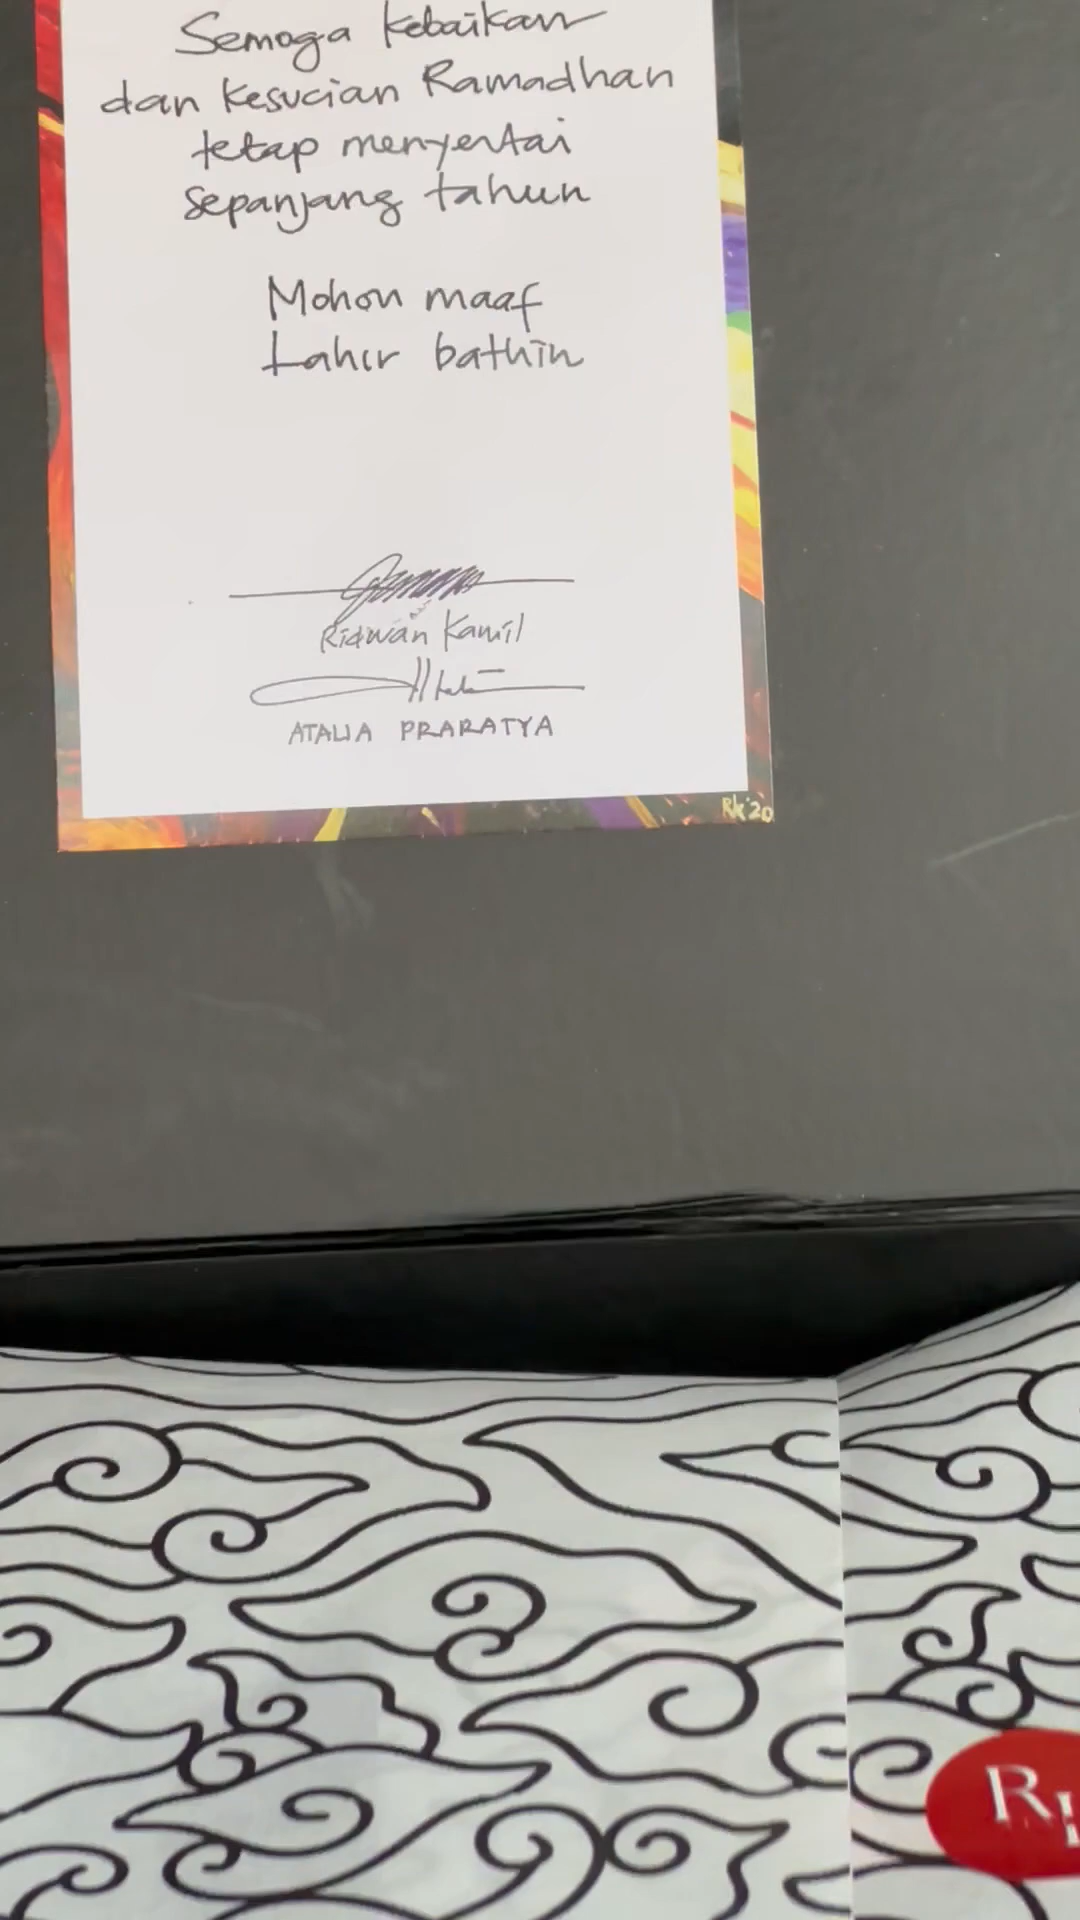 Semoga kebaikan
dan kesucian Ramadhan
tetap menyertai
sepanjang tahun
Mohon maaf
Lahir bathin
Ridwan Kamil
ATALIA PRARATYA
RK'20